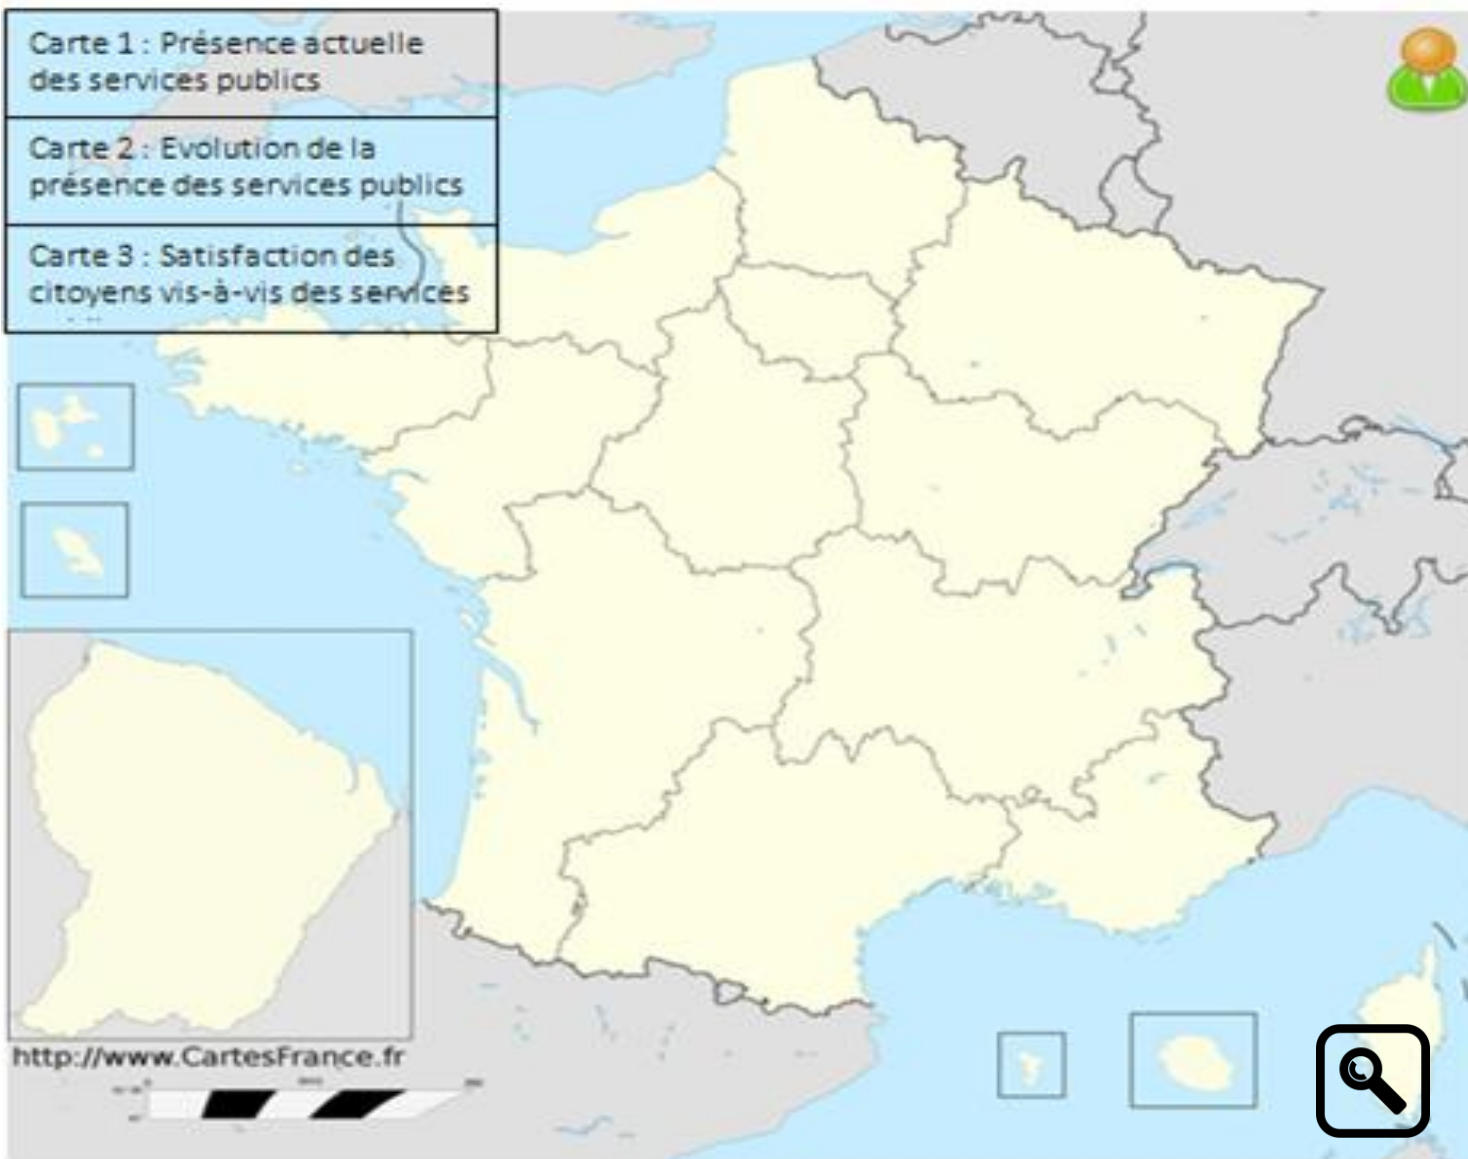 Carte 1 : Présence actuelle
des services publics
Carte 2 : Evolution de la
présence des services publics
Carte 3 : Satisfaction des
citoyens vis-à-vis des services
http://www.CartesFrance.fr